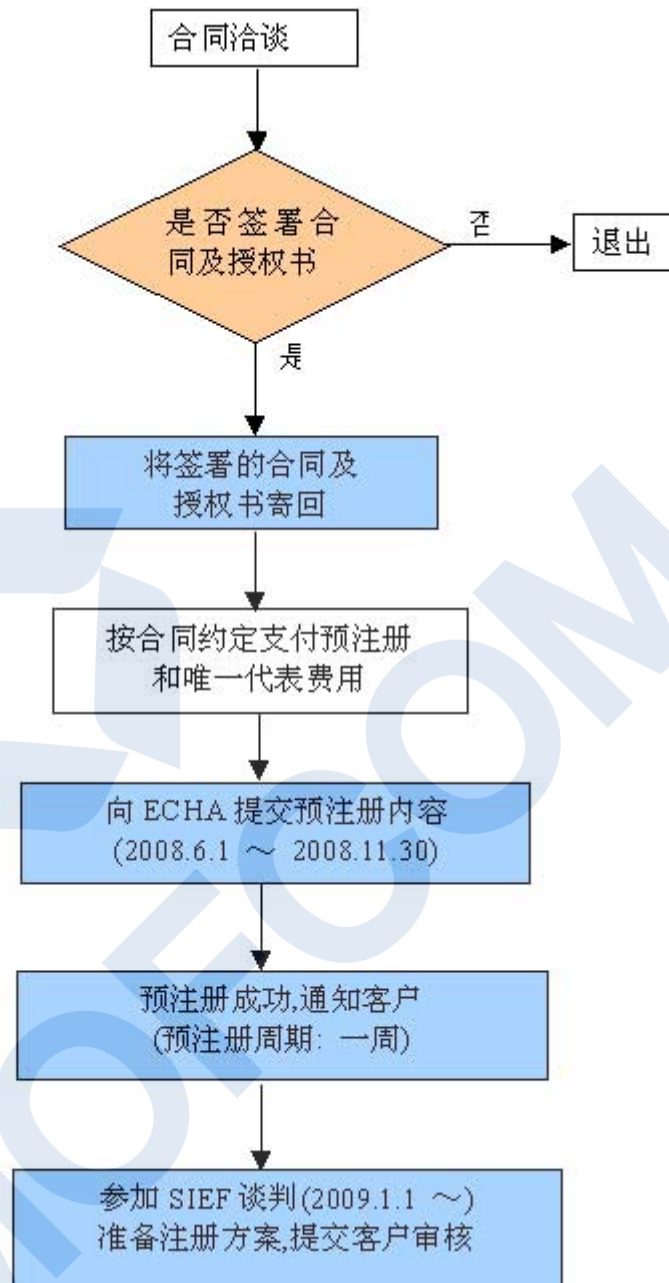 合同洽谈
是否签署合
同及授权书
否
退出
是
将签署的合同及
授权书寄回
按合同约定支付预注册
和唯一代表费用
向 ECHA 提交预注册内容
(2008.6.1 ～ 2008.11.30)
预注册成功,通知客户
(预注册周期: 一周)
参加 SIEF 谈判(2009.1.1 ～)
准备注册方案,提交客户审核
MOFCOM